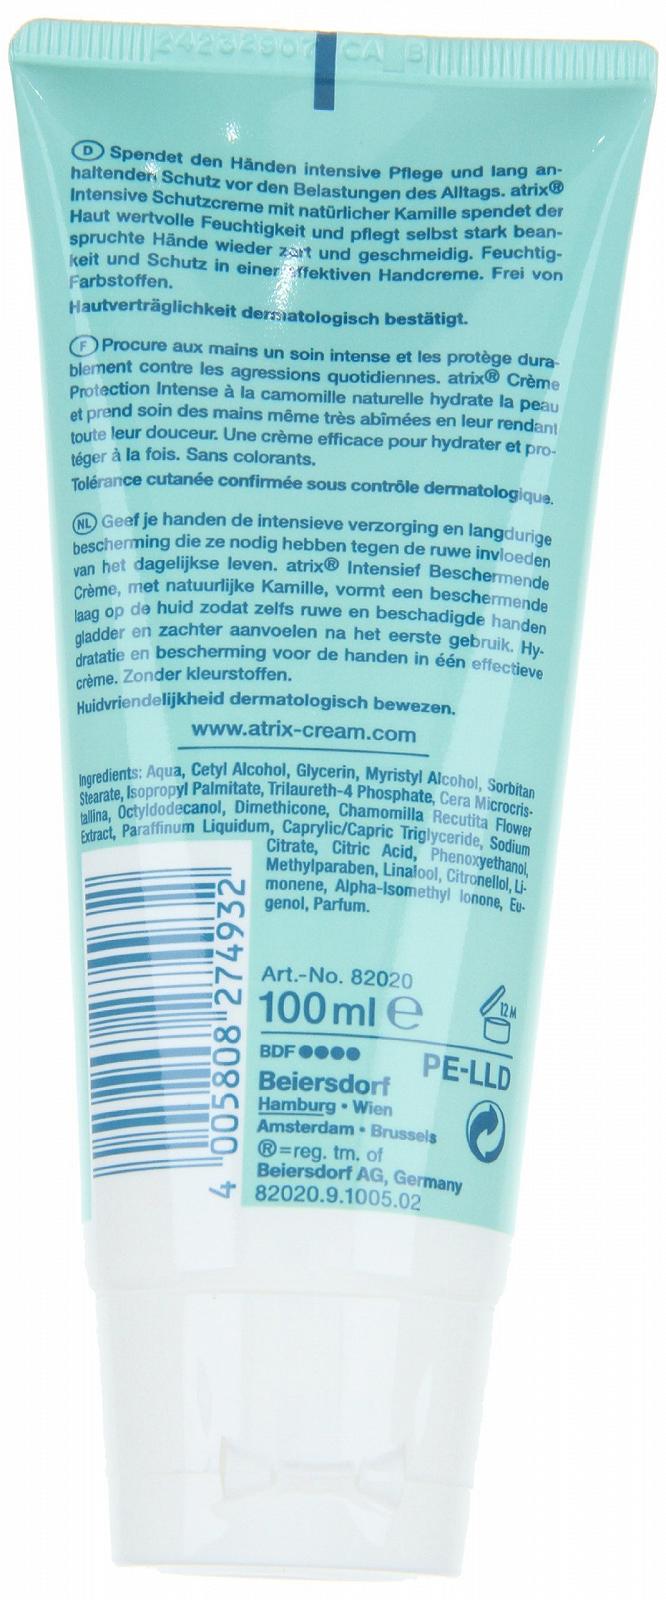 24232907 CA B
D Spendet den Händen intensive Pflege und lang an-
haltenden Schutz vor den Belastungen des Alltags. atrix®
Intensive Schutzcreme mit natürlicher Kamille spendet der
Haut wertvolle Feuchtigkeit und pflegt selbst stark bean-
spruchte Hände wieder zart und geschmeidig. Feuchtig-
keit und Schutz in einer effektiven Handcreme. Frei von
Farbstoffen.
Hautverträglichkeit dermatologisch bestätigt.
F Procure aux mains un soin intense et les protège dura-
blement contre les agressions quotidiennes. atrix® Crème
Protection Intense à la camomille naturelle hydrate la peau
et prend soin des mains même très abîmées en leur rendant
toute leur douceur. Une crème efficace pour hydrater et pro-
téger à la fois. Sans colorants.
Tolérance cutanée confirmée sous contrôle dermatologique.
NL Geef je handen de intensieve verzorging en langdurige
bescherming die ze nodig hebben tegen de ruwe invloeden
van het dagelijkse leven. atrix® Intensief Beschermende
Crème, met natuurlijke Kamille, vormt een beschermende
laag op de huid zodat zelfs ruwe en beschadigde handen
gladder en zachter aanvoelen na het eerste gebruik. Hy-
dratatie en bescherming voor de handen in één effectieve
crème. Zonder kleurstoffen.
Huidvriendelijkheid dermatologisch bewezen.
www.atrix-cream.com
Ingredients: Aqua, Cetyl Alcohol, Glycerin, Myristyl Alcohol, Sorbitan
Stearate, Isopropyl Palmitate, Trilaureth-4 Phosphate, Cera Microcris-
tallina, Octyldodecanol, Dimethicone, Chamomilla Recutita Flower
Extract, Paraffinum Liquidum, Caprylic/Capric Triglyceride, Sodium
Citrate, Citric Acid, Phenoxyethanol,
Methylparaben, Linalool, Citronellol, Li-
monene, Alpha-Isomethyl Ionone, Eu-
genol, Parfum.
4 005808 274932
Art.-No. 82020
100 ml e
12M
BDF ●●●●
PE-LLD
Beiersdorf
Hamburg • Wien
Amsterdam • Brussels
®=reg. tm. of
Beiersdorf AG, Germany
82020.9.1005.02